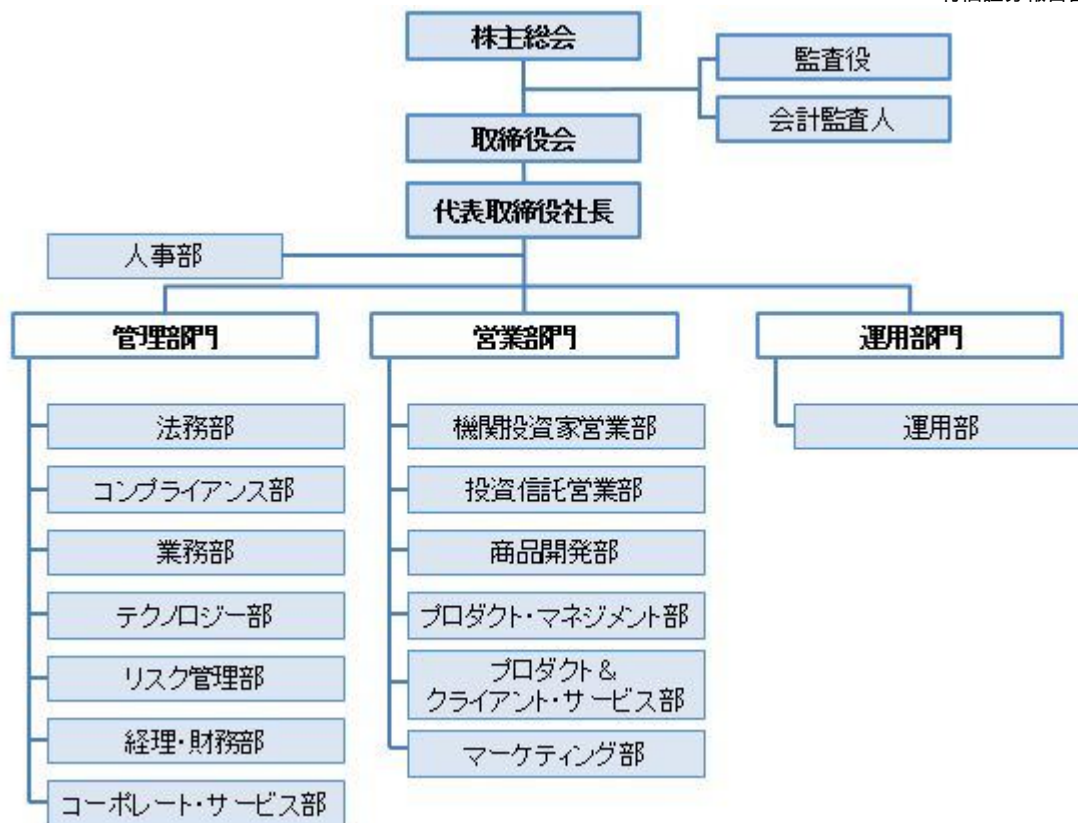 株主総会
監査役
会計監査人
取締役会
代表取締役社長
人事部
管理部門
営業部門
運用部門
法務部
コンプライアンス部
業務部
テクノロジー部
リスク管理部
経理・財務部
コーポレート・サービス部
機関投資家営業部
投資信託営業部
商品開発部
プロダクト・マネジメント部
プロダクト＆
クライアント・サービス部
マーケティング部
運用部